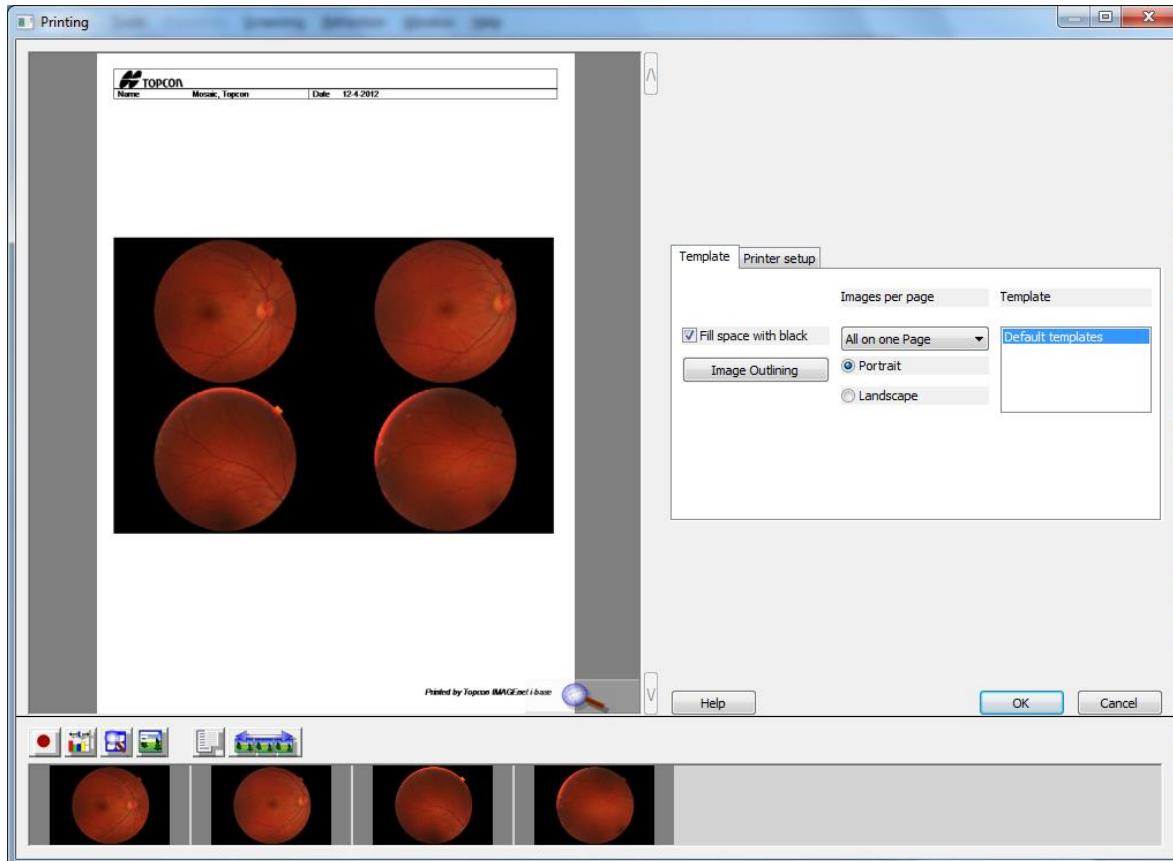 Printing
TOPCON
Name Mosaic, Topcon Date 12-4-2012
Printed by Topcon IMAGEnet i-base
Template Printer setup
Images per page Template
Fill space with black All on one Page Default templates
Image Outlining Portrait
Landscape
Help OK Cancel